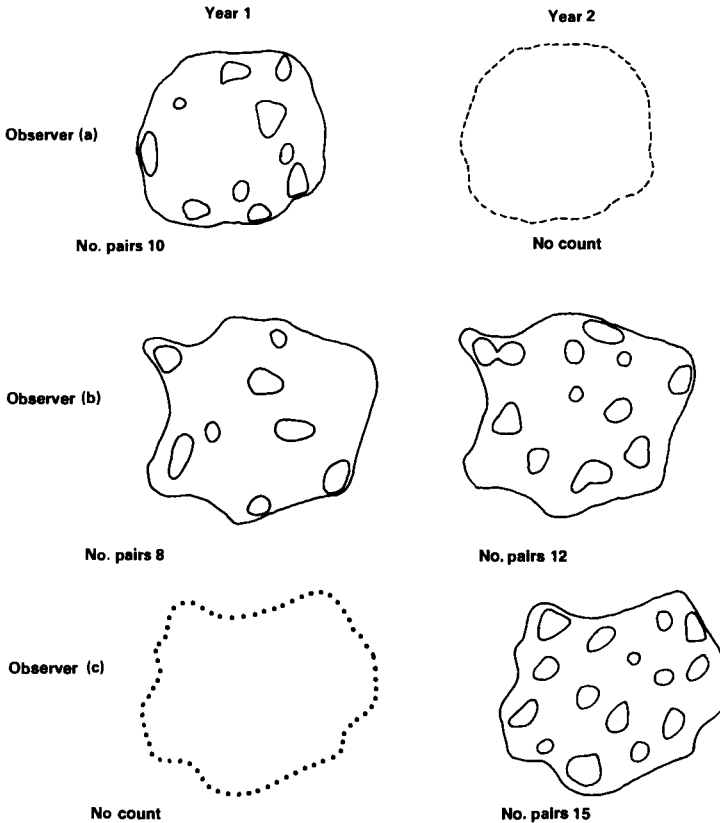 Year 1
Year 2
Observer (a)
No. pairs 10
No count
Observer (b)
No. pairs 8
No. pairs 12
Observer (c)
No count
No. pairs 15